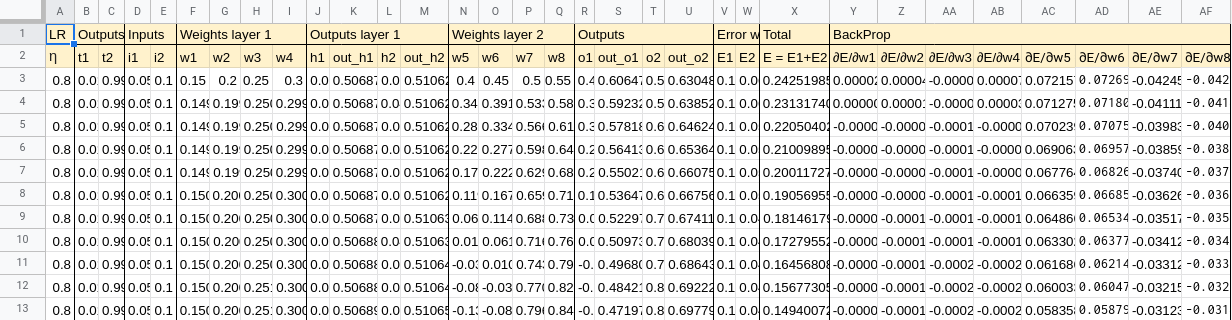 A B C D E F G H I J K L M N O P Q R S T U V W X Y Z AA AB AC AD AE AF
1 LR Outputs Inputs Weights layer 1 Outputs layer 1 Weights layer 2 Outputs Error w Total BackProp
2 η t1 t2 i1 i2 w1 w2 w3 w4 h1 out_h1 h2 out_h2 w5 w6 w7 w8 o1 out_o1 o2 out_o2 E1 E2 E = E1+E2 ∂E/∂w1 ∂E/∂w2 ∂E/∂w3 ∂E/∂w4 ∂E/∂w5 ∂E/∂w6 ∂E/∂w7 ∂E/∂w8
3 0.8 0.0 0.99 0.05 0.1 0.15 0.2 0.25 0.3 0.0 0.50687 0.0 0.51062 0.4 0.45 0.5 0.55 0.4 0.60647 0.5 0.63048 0.1 0.0 0.24251985 0.00002 0.00004 -0.0000 0.00007 0.07215 0.07269 -0.04245 -0.042
4 0.8 0.0 0.99 0.05 0.1 0.149 0.199 0.250 0.299 0.0 0.50687 0.0 0.51062 0.34 0.391 0.533 0.58 0.3 0.59232 0.5 0.63852 0.1 0.0 0.23131740 0.00000 0.00001 -0.0001 0.00003 0.07127 0.07180 -0.04111 -0.041
5 0.8 0.0 0.99 0.05 0.1 0.149 0.199 0.250 0.299 0.0 0.50687 0.0 0.51062 0.28 0.334 0.566 0.61 0.3 0.57818 0.6 0.64624 0.1 0.0 0.22050402 -0.0000 -0.0000 -0.0001 -0.0000 0.07023 0.07075 -0.03983 -0.040
6 0.8 0.0 0.99 0.05 0.1 0.149 0.199 0.250 0.299 0.0 0.50687 0.0 0.51062 0.22 0.277 0.598 0.64 0.2 0.56413 0.6 0.65364 0.1 0.0 0.21009895 -0.0000 -0.0000 -0.0001 -0.0000 0.06906 0.06957 -0.03859 -0.038
7 0.8 0.0 0.99 0.05 0.1 0.149 0.199 0.250 0.299 0.0 0.50687 0.0 0.51062 0.17 0.222 0.629 0.68 0.2 0.55021 0.6 0.66075 0.1 0.0 0.20011727 -0.0000 -0.0001 -0.0001 -0.0000 0.06776 0.06826 -0.03740 -0.037
8 0.8 0.0 0.99 0.05 0.1 0.150 0.200 0.250 0.300 0.0 0.50687 0.0 0.51062 0.11 0.167 0.659 0.71 0.1 0.53647 0.6 0.66756 0.1 0.0 0.19056955 -0.0000 -0.0001 -0.0001 -0.0001 0.06635 0.06685 -0.03626 -0.036
9 0.8 0.0 0.99 0.05 0.1 0.150 0.200 0.250 0.300 0.0 0.50687 0.0 0.51063 0.06 0.114 0.688 0.73 0.0 0.52297 0.6 0.67411 0.1 0.0 0.18146179 -0.0000 -0.0001 -0.0001 -0.0001 0.06486 0.06534 -0.03517 -0.035
10 0.8 0.0 0.99 0.05 0.1 0.150 0.200 0.250 0.300 0.0 0.50688 0.0 0.51063 0.01 0.061 0.716 0.76 0.0 0.50973 0.7 0.68039 0.1 0.0 0.17279552 -0.0000 -0.0001 -0.0002 -0.0001 0.06330 0.06377 -0.03412 -0.034
11 0.8 0.0 0.99 0.05 0.1 0.150 0.200 0.251 0.300 0.0 0.50688 0.0 0.51064 -0.03 0.010 0.743 0.79 -0. 0.49680 0.7 0.68643 0.1 0.0 0.16456808 -0.0000 -0.0001 -0.0002 -0.0002 0.06168 0.06214 -0.03312 -0.033
12 0.8 0.0 0.99 0.05 0.1 0.150 0.200 0.251 0.300 0.0 0.50689 0.0 0.51064 -0.08 -0.03 0.770 0.82 -0. 0.48421 0.8 0.69222 0.1 0.0 0.15677305 -0.0000 -0.0001 -0.0002 -0.0002 0.06003 0.06047 -0.03215 -0.032
13 0.8 0.0 0.99 0.05 0.1 0.150 0.200 0.251 0.300 0.0 0.50689 0.0 0.51065 -0.13 -0.08 0.796 0.84 -0. 0.47197 0.8 0.69779 0.1 0.0 0.14940072 -0.0000 -0.0001 -0.0002 -0.0002 0.05835 0.05879 -0.03123 -0.031